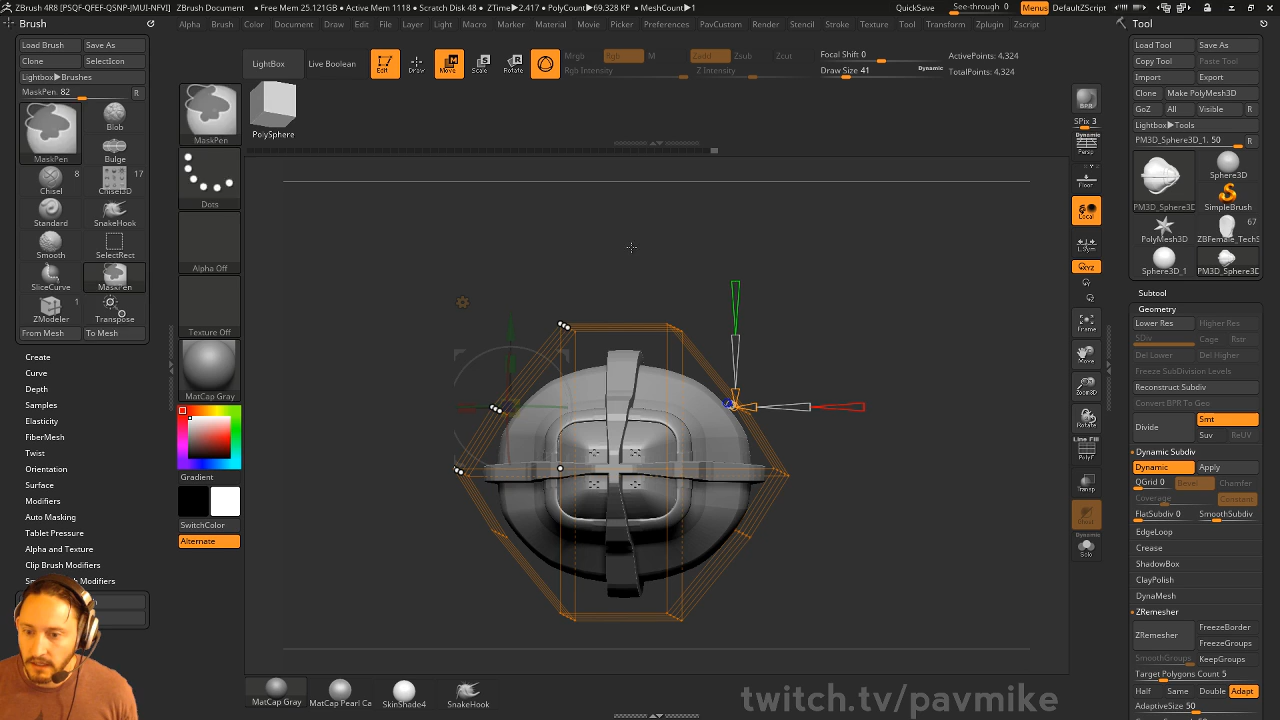 ZBrush 4R8 [PSQF-QFEF-QSNP-JMUI-NVI] ZBrush Document • Free Mem 25.121GB • Active Mem 1118 • Scratch Disk 48 • ZTime▶2.417 • PolyCount▶69.328 KP • MeshCount▶1 QuickSave See-through 0 Menus DefaultZScript
Alpha Brush Color Document Draw Edit File Layer Light Macro Marker Material Movie Picker Preferences PavCustom Render Stencil Stroke Texture Tool Transform Zplugin Zscript
Brush
Load Brush Save As
Clone SelectIcon
Lightbox▶Brushes
MaskPen. 82 R
MaskPen
Blob
Bulge
Chisel 8
Chisel3D 17
Standard SnakeHook
Smooth SelectRect
SliceCurve MaskPen
ZModeler 1 Transpose
From Mesh To Mesh
Create
Curve
Depth
Samples
Elasticity
FiberMesh
Twist
Orientation
Surface
Modifiers
Auto Masking
Tablet Pressure
Alpha and Texture
Clip Brush Modifiers
MaskPen
Dots
Alpha Off
Texture Off
MatCap Gray
Gradient
SwitchColor
Alternate
LightBox Live Boolean Edit Draw Move Scale Rotate
Mrgb Rgb M
Rgb Intensity
Zadd Zsub Zcut
Z Intensity
Focal Shift 0
Draw Size 41 Dynamic
ActivePoints: 4,324
TotalPoints: 4,324
PolySphere
BPR
SPix 3
Dynamic
Persp
Floor
Local
L.Sym
XYZ
Frame
Move
Zoom3D
Rotate
Line Fill
PolyF
Transp
Ghost
Dynamic
Solo
Tool
Load Tool Save As
Copy Tool Paste Tool
Import Export
Clone Make PolyMesh3D
GoZ All Visible R
Lightbox▶Tools
PM3D_Sphere3D_1. 50 R
PM3D_Sphere3D
Sphere3D
SimpleBrush
PolyMesh3D ZBFemale_TechS 67
Sphere3D_1 PM3D_Sphere3D
Subtool
Geometry
Lower Res Higher Res
SDiv Cage Rstr
Del Lower Del Higher
Freeze SubDivision Levels
Reconstruct Subdiv
Convert BPR To Geo
Divide Smt
Suv ReUV
Dynamic Subdiv
Dynamic Apply
QGrid 0 Bevel Chamfer
Coverage Constant
FlatSubdiv 0 SmoothSubdiv
EdgeLoop
Crease
ShadowBox
ClayPolish
DynaMesh
ZRemesher
ZRemesher FreezeBorder
FreezeGroups
SmoothGroups KeepGroups
Target Polygons Count 5
Half Same Double Adapt
AdaptiveSize 50
MatCap Gray MatCap Pearl Ca SkinShade4 SnakeHook
twitch.tv/pavmike